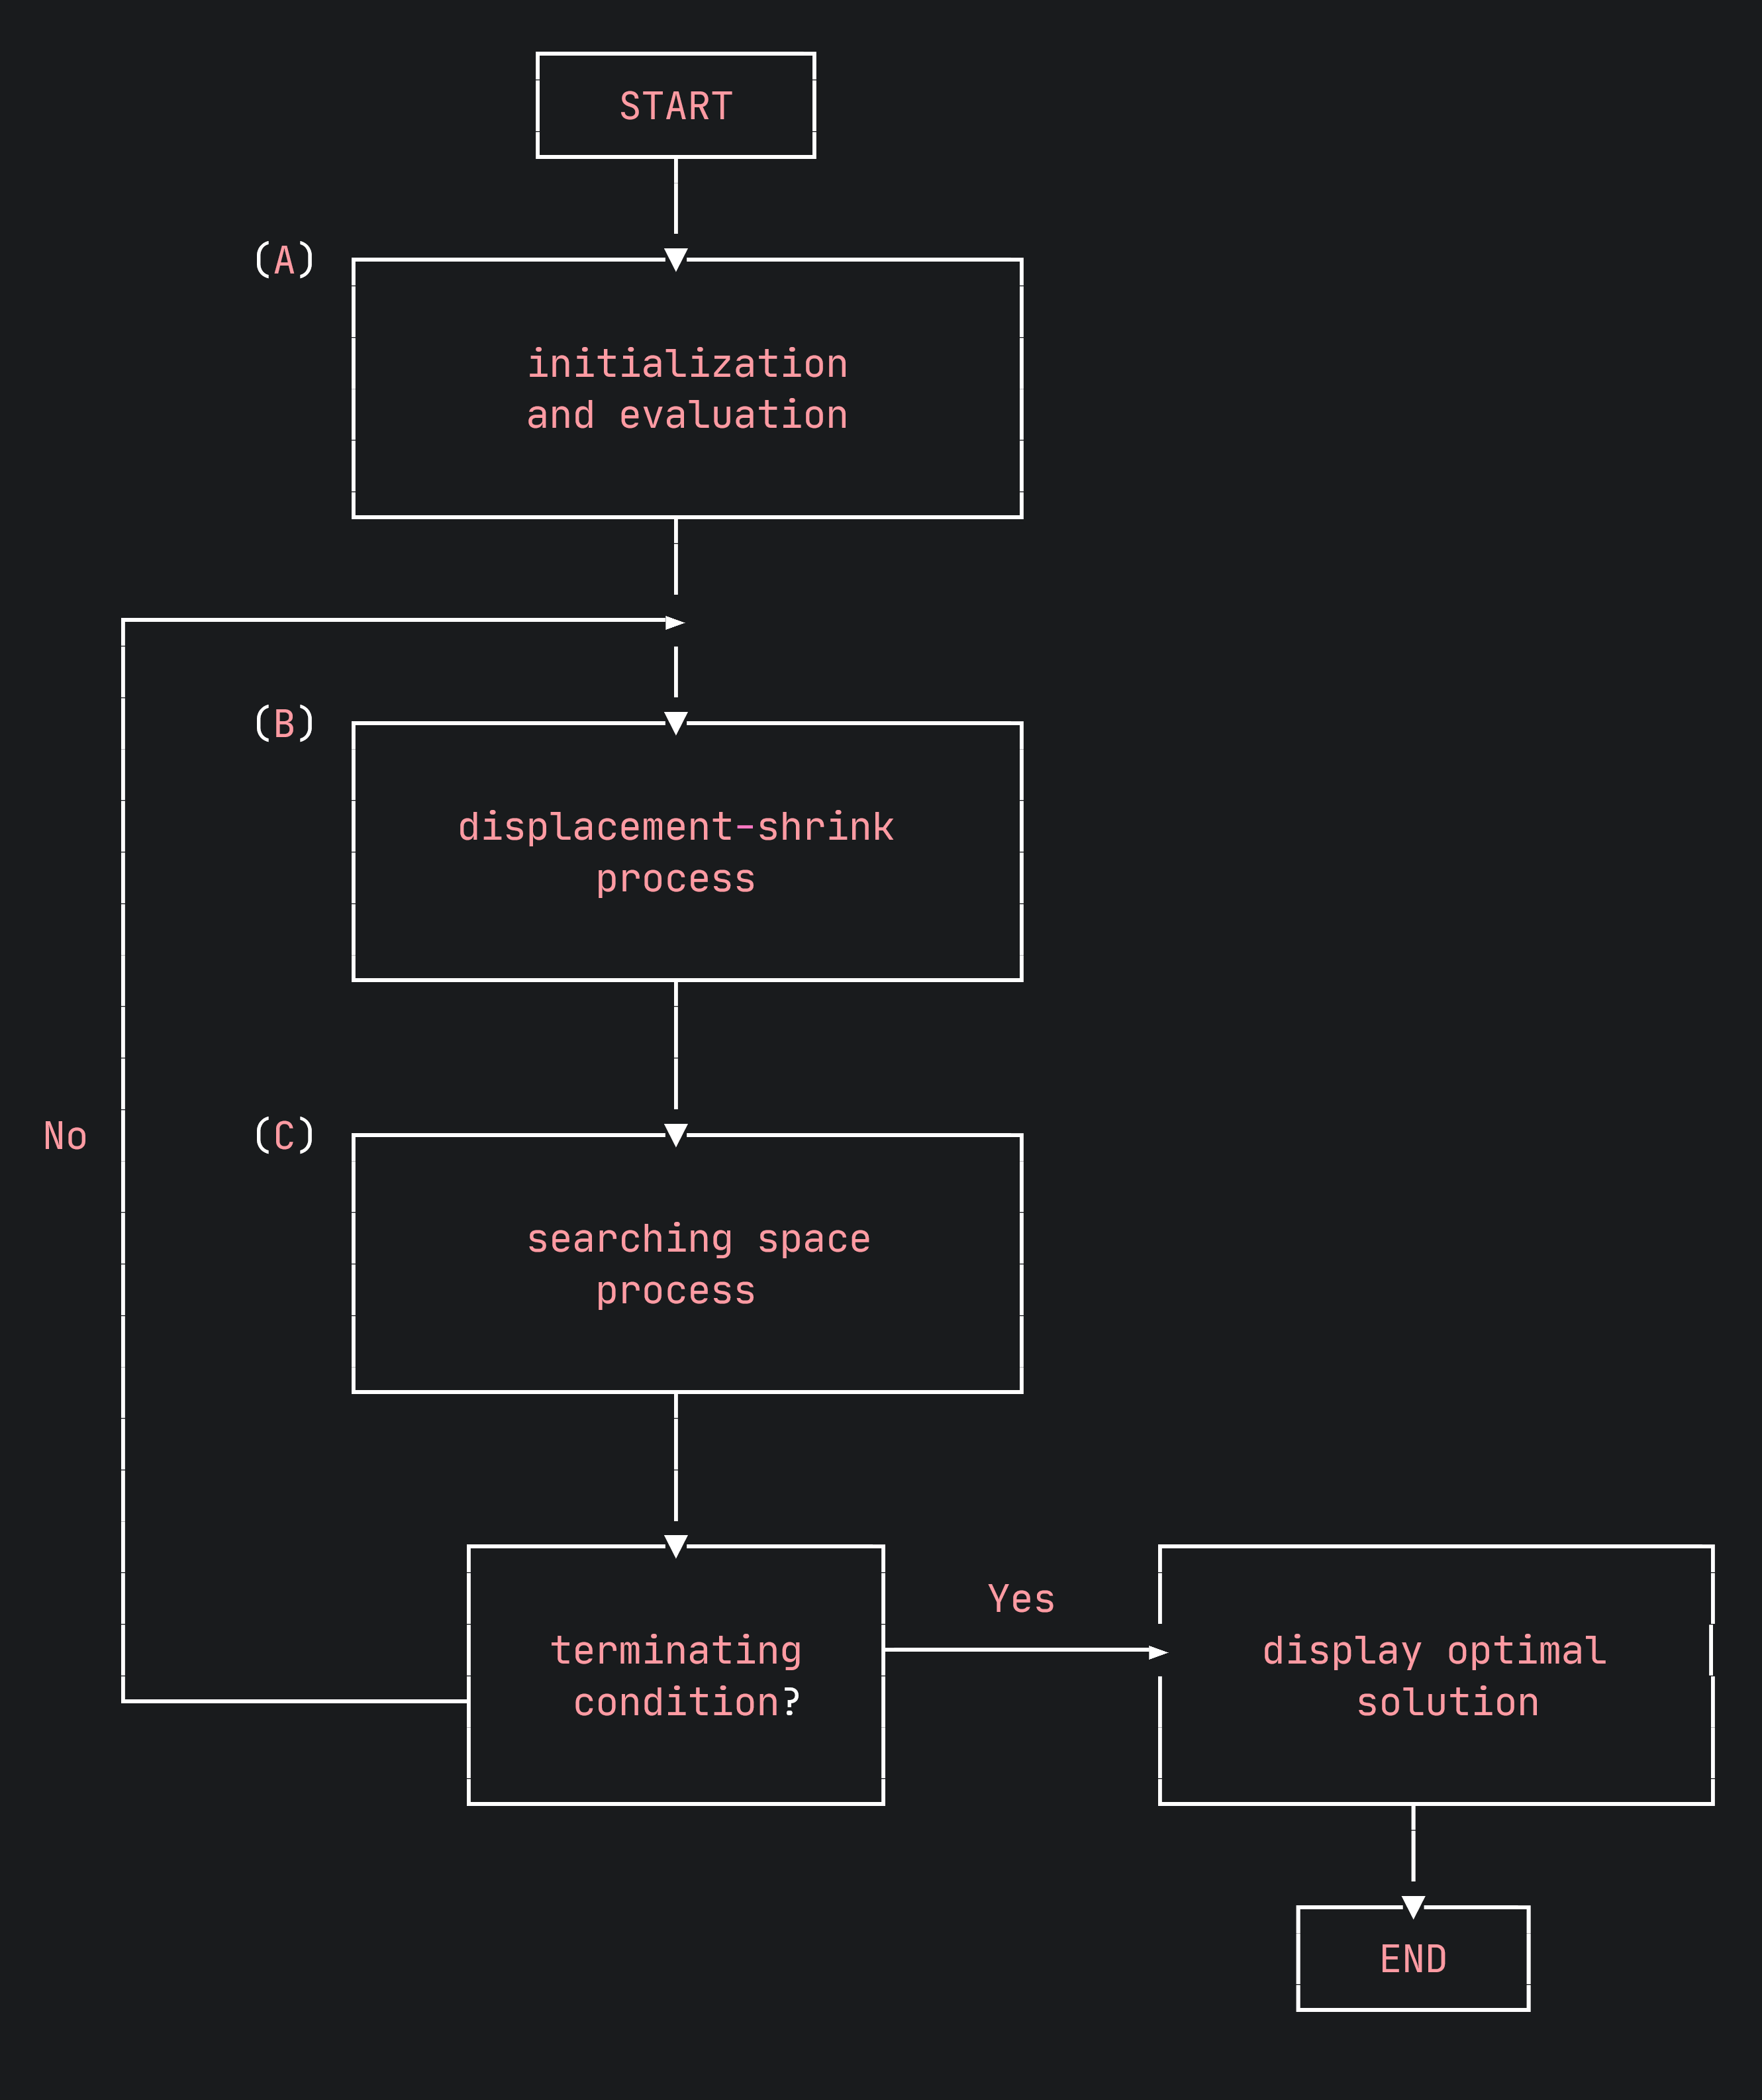 START
(A)
initialization
and evaluation
(B)
displacement-shrink
process
No
(C)
searching space
process
Yes
terminating
condition?
display optimal
solution
END